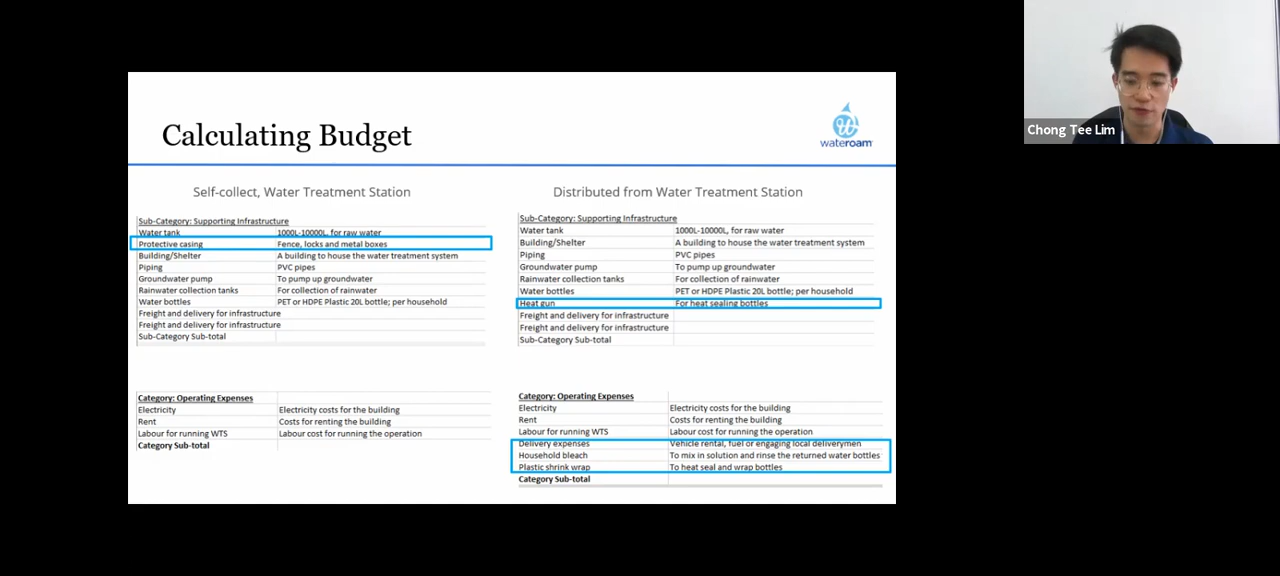 Chong Tee Lim
Calculating Budget
wateroam
Self-collect, Water Treatment Station
Sub-Category: Supporting Infrastructure
Water tank 1000L-10000L, for raw water
Protective casing Fence, locks and metal boxes
Building/Shelter A building to house the water treatment system
Piping PVC pipes
Groundwater pump To pump up groundwater
Rainwater collection tanks For collection of rainwater
Water bottles PET or HDPE Plastic 20L bottle; per household
Freight and delivery for infrastructure
Freight and delivery for infrastructure
Sub-Category Sub-total
Category: Operating Expenses
Electricity Electricity costs for the building
Rent Costs for renting the building
Labour for running WTS Labour cost for running the operation
Category Sub-total
Distributed from Water Treatment Station
Sub-Category: Supporting Infrastructure
Water tank 1000L-10000L, for raw water
Building/Shelter A building to house the water treatment system
Piping PVC pipes
Groundwater pump To pump up groundwater
Rainwater collection tanks For collection of rainwater
Water bottles PET or HDPE Plastic 20L bottle; per household
Heat gun For heat sealing bottles
Freight and delivery for infrastructure
Freight and delivery for infrastructure
Sub-Category Sub-total
Category: Operating Expenses
Electricity Electricity costs for the building
Rent Costs for renting the building
Labour for running WTS Labour cost for running the operation
Delivery expenses Vehicle rental, fuel or engaging local deliverymen
Household bleach To mix in solution and rinse the returned water bottles
Plastic shrink wrap To heat seal and wrap bottles
Category Sub-total